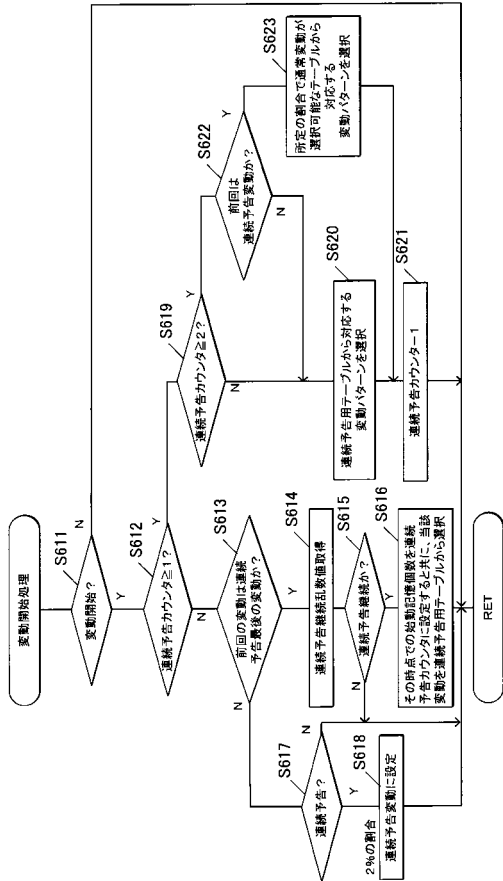 変動開始処理
S611
変動開始?
N
Y
S612
連続予告カウンタ≧1?
Y
N
S613
前回の変動は連続
予告最後の変動か?
N
Y
S614
連続予告継続乱数値取得
S615
連続予告継続か?
N
Y
S616
その時点での始動記憶個数を連続
予告カウンタに設定すると共に、当該
変動を連続予告用テーブルから選択
S617
連続予告?
N
Y
2%の割合
S618
連続予告変動に設定
S619
連続予告カウンタ≧2?
Y
N
S622
前回は
連続予告変動か?
Y
N
S623
所定の割合で通常変動が
選択可能なテーブルから
対応する
変動パターンを選択
S620
連続予告用テーブルから対応する
変動パターンを選択
S621
連続予告カウンター1
RET